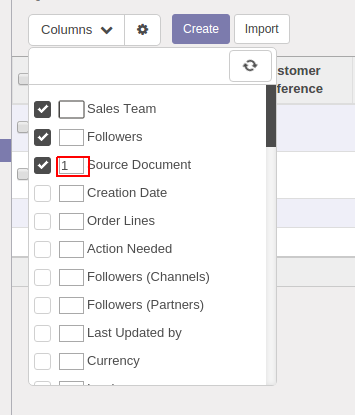 Columns
Create
Import
stomer
ference
Sales Team
Followers
1 Source Document
Creation Date
Order Lines
Action Needed
Followers (Channels)
Followers (Partners)
Last Updated by
Currency